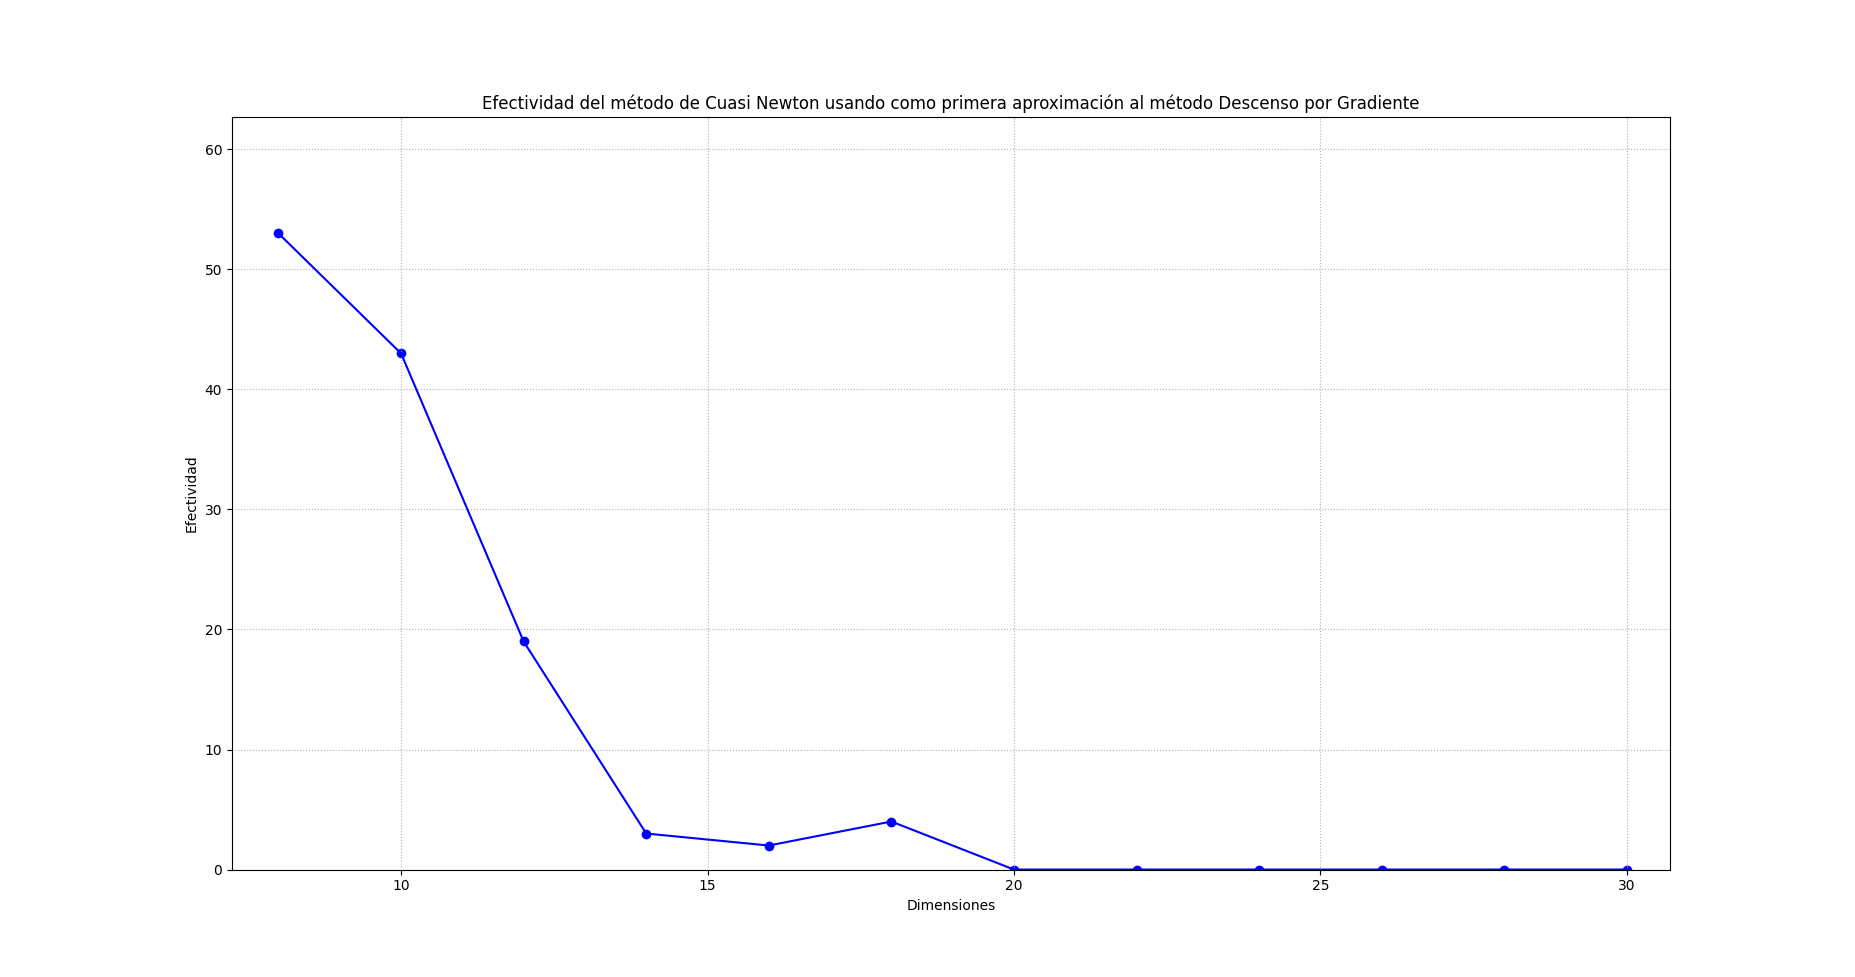 Efectividad del método de Cuasi Newton usando como primera aproximación al método Descenso por Gradiente
60
50
40
30
20
10
0
Efectividad
10 15 20 25 30
Dimensiones